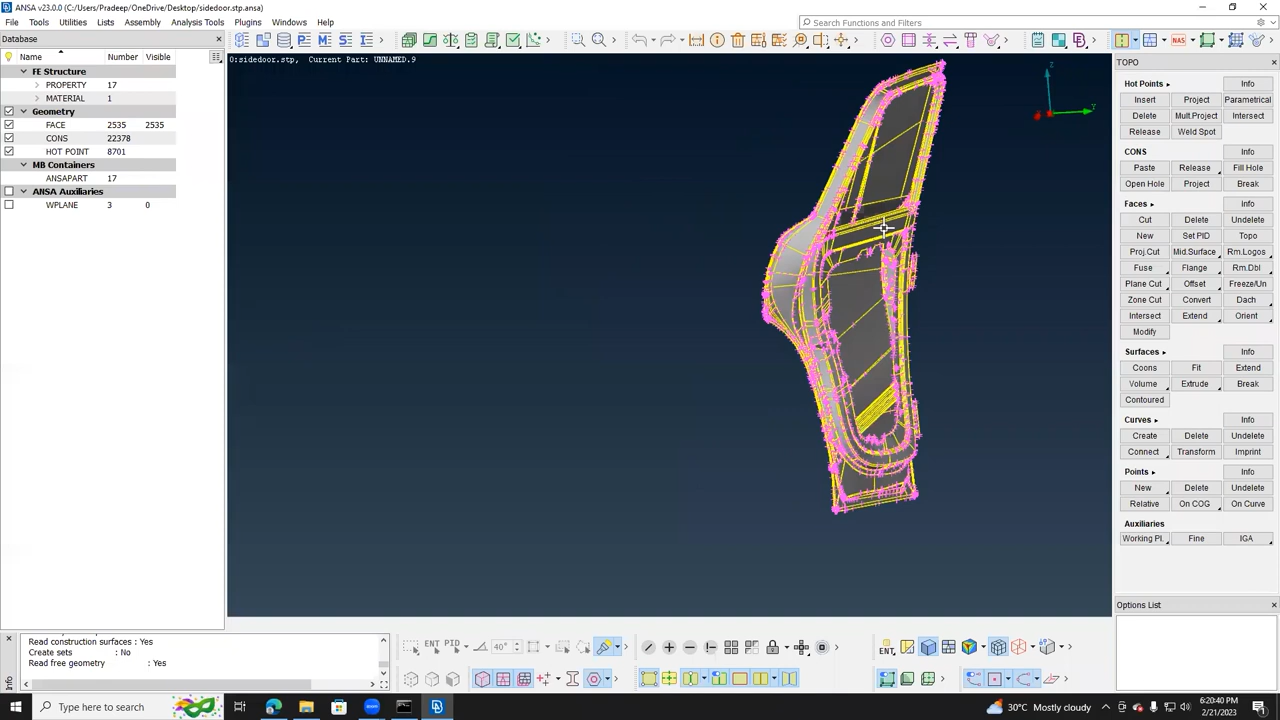 ANSA v23.0.0 (C:/Users/Pradeep/OneDrive/Desktop/sidedoor.stp.ansa)
File Tools Utilities Lists Assembly Analysis Tools Plugins Windows Help
Search Functions and Filters
Database
Name Number Visible
FE Structure
PROPERTY 17
MATERIAL 1
Geometry
FACE 2535 2535
CONS 22378
HOT POINT 8701
MB Containers
ANSAPART 17
ANSA Auxiliaries
WPLANE 3 0
0:sidedoor.stp, Current Part: UNNAMED.9
Z
Y
TOPO
Hot Points Info
Insert Project Parametrical
Delete Mult.Project Intersect
Release Weld Spot
CONS Info
Paste Release Fill Hole
Open Hole Project Break
Faces Info
Cut Delete Undelete
New Set PID Topo
Proj.Cut Mid.Surface Rm.Logos
Fuse Flange Rm.Dbl
Plane Cut Offset Freeze/Un
Zone Cut Convert Dach
Intersect Extend Orient
Modify
Surfaces Info
Coons Fit Extend
Volume Extrude Break
Contoured
Curves Info
Create Delete Undelete
Connect Transform Imprint
Points Info
New Delete Undelete
Relative On COG On Curve
Auxiliaries
Working Pl. Fine IGA
Options List
Read construction surfaces : Yes
Create sets : No
Read free geometry : Yes
Info
ENT PID 40°
ENT
NAS
Type here to search
30°F Mostly cloudy
6:20:40 PM
2/21/2023